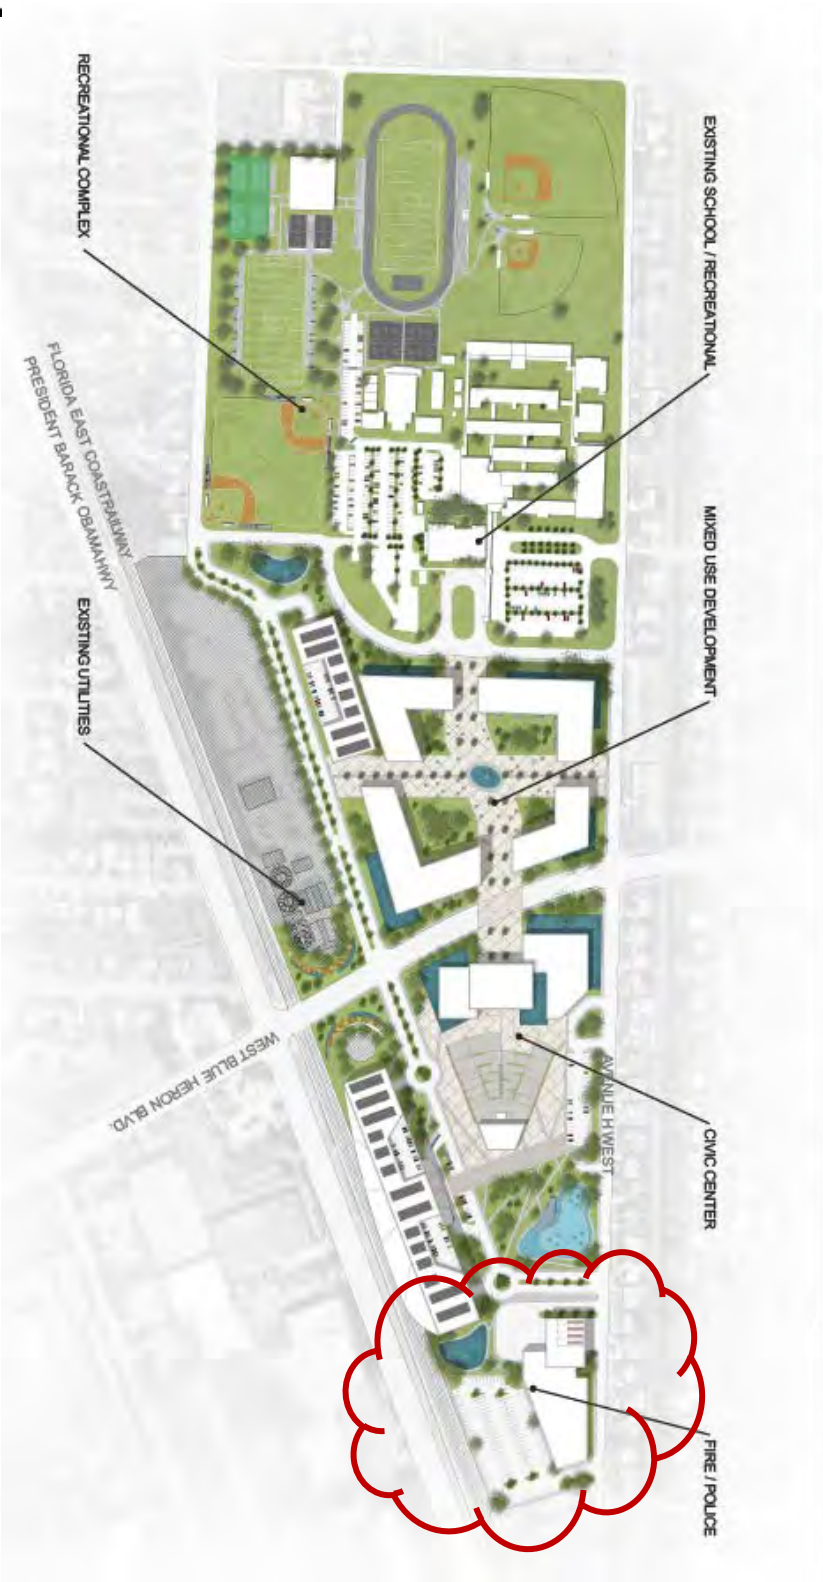 RECREATIONAL COMPLEX
EXISTING SCHOOL / RECREATIONAL
FLORIDA EAST COASTRAILWAY
PRESIDENT BARACK OBAMAHWY
MIXED USE DEVELOPMENT
EXISTING UTILITIES
WEST BLUE HERON BLVD.
AVENUE H WEST
CIVIC CENTER
FIRE / POLICE